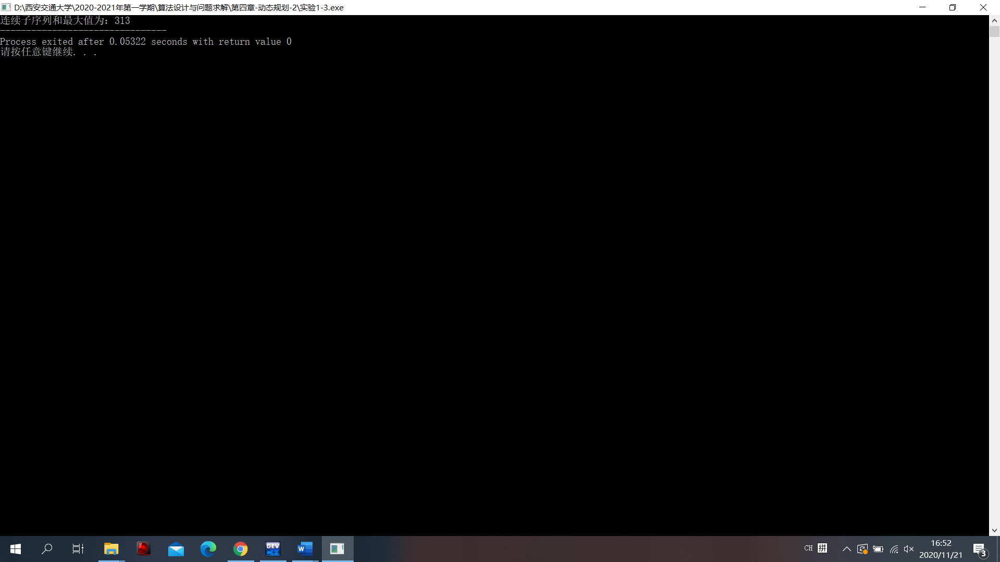 D:\西安交通大学\2020-2021年第一学期\算法设计与问题求解\第四章-动态规划-2\实验1-3.exe
连续子序列和最大值为：313
--------------------------------
Process exited after 0.05322 seconds with return value 0
请按任意键继续. . .
DEV
C++
W
CH 拼
16:52
2020/11/21
3